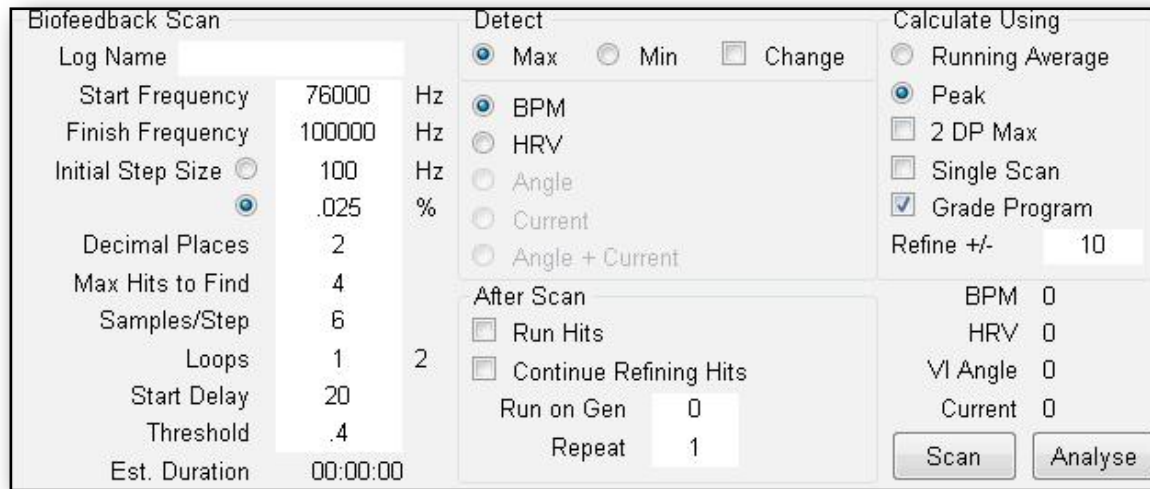 Biofeedback Scan
Log Name
Start Frequency 76000 Hz
Finish Frequency 100000 Hz
Initial Step Size 100 Hz
.025 %
Decimal Places 2
Max Hits to Find 4
Samples/Step 6
Loops 1 2
Start Delay 20
Threshold .4
Est. Duration 00:00:00
Detect
Max Min Change
BPM
HRV
Angle
Current
Angle + Current
After Scan
Run Hits
Continue Refining Hits
Run on Gen 0
Repeat 1
Calculate Using
Running Average
Peak
2 DP Max
Single Scan
Grade Program
Refine +/- 10
BPM 0
HRV 0
VI Angle 0
Current 0
Scan Analyse